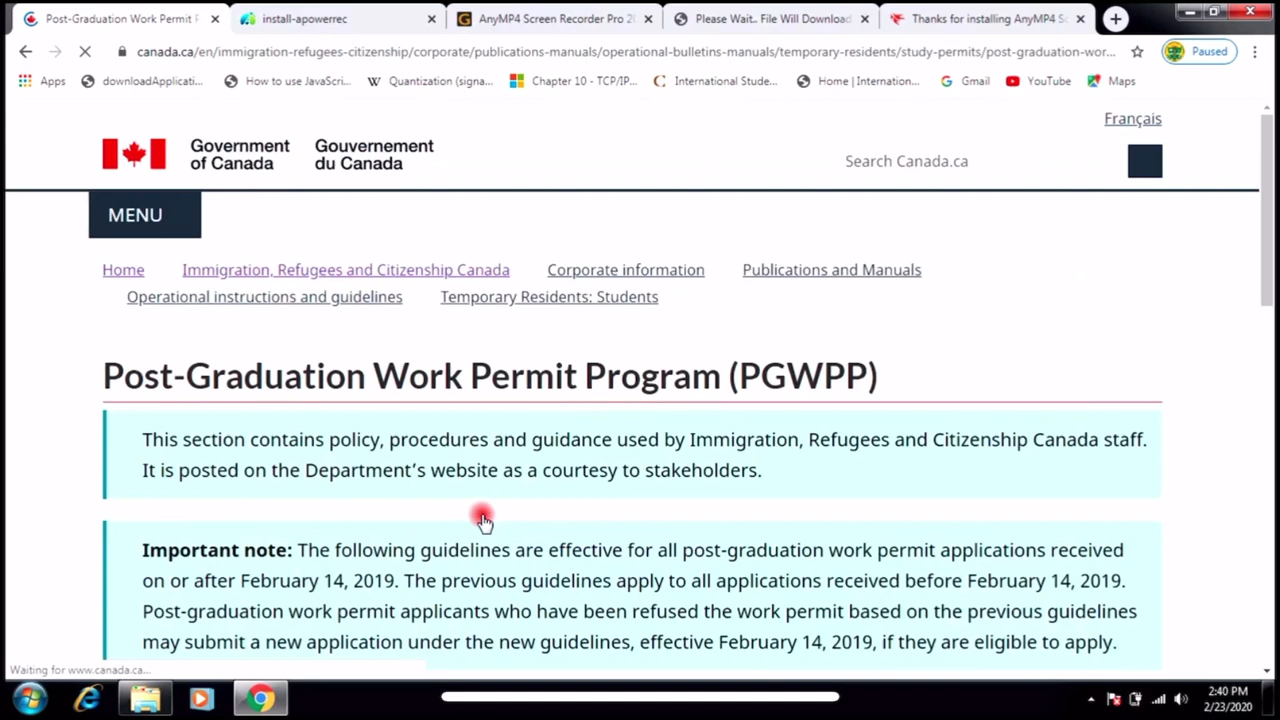 Post-Graduation Work Permit P
install-apowerrec
AnyMP4 Screen Recorder Pro 2
Please Wait.. File Will Download
Thanks for installing AnyMP4 Sc
canada.ca/en/immigration-refugees-citizenship/corporate/publications-manuals/operational-bulletins-manuals/temporary-residents/study-permits/post-graduation-wor...
Paused
Apps
downloadApplicati...
How to use JavaScri...
Quantization (signa...
Chapter 10 - TCP/IP...
International Stude...
Home | Internation...
Gmail
YouTube
Maps
Français
Government of Canada
Gouvernement du Canada
Search Canada.ca
MENU
Home Immigration, Refugees and Citizenship Canada Corporate information Publications and Manuals
Operational instructions and guidelines Temporary Residents: Students
Post-Graduation Work Permit Program (PGWPP)
This section contains policy, procedures and guidance used by Immigration, Refugees and Citizenship Canada staff.
It is posted on the Department's website as a courtesy to stakeholders.
Important note: The following guidelines are effective for all post-graduation work permit applications received
on or after February 14, 2019. The previous guidelines apply to all applications received before February 14, 2019.
Post-graduation work permit applicants who have been refused the work permit based on the previous guidelines
may submit a new application under the new guidelines, effective February 14, 2019, if they are eligible to apply.
Waiting for www.canada.ca...
2:40 PM
2/23/2020